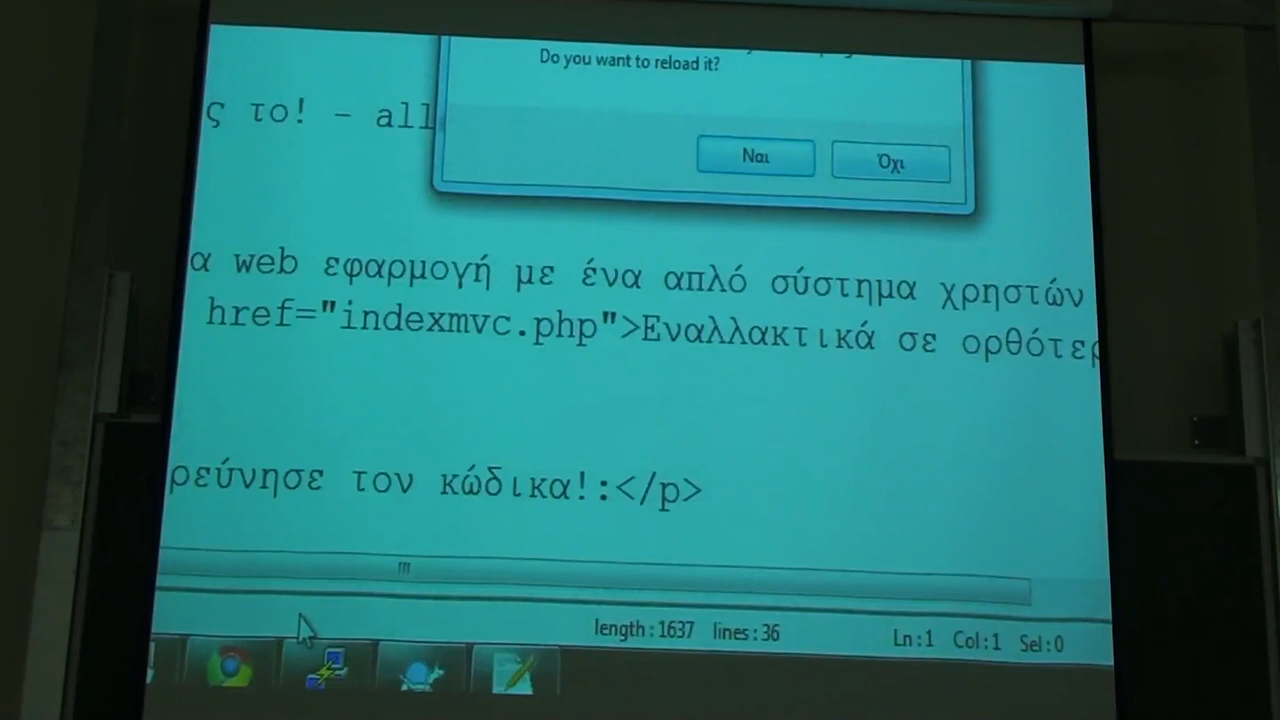 Do you want to reload it?
ς το! - all
Ναι Όχι
α web εφαρμογή με ένα απλό σύστημα χρηστών
href="indexmvc.php">Εναλλακτικά σε ορθότερ
ρεύνησε τον κώδικα!:</p>
length:1637 lines:36 Ln:1 Col:1 Sel:0